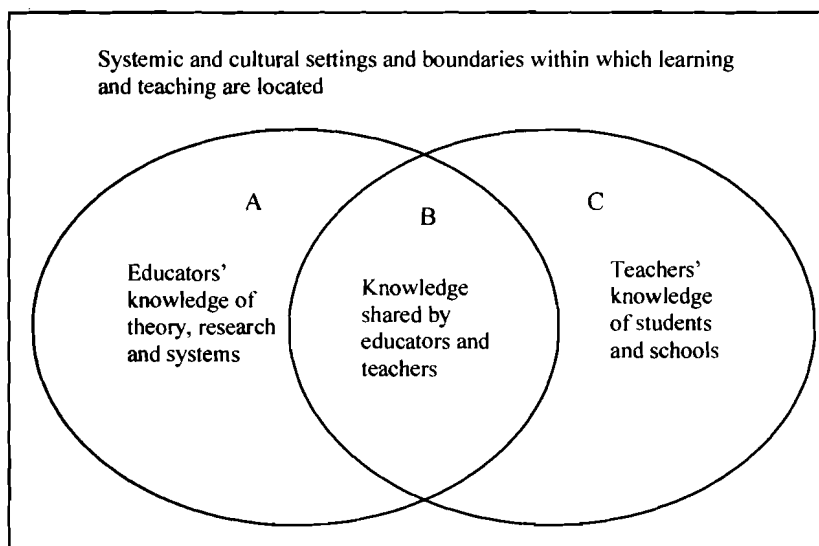 Systemic and cultural settings and boundaries within which learning
and teaching are located
A
B
C
Educators'
knowledge of
theory, research
and systems
Knowledge
shared by
educators and
teachers
Teachers'
knowledge
of students
and schools